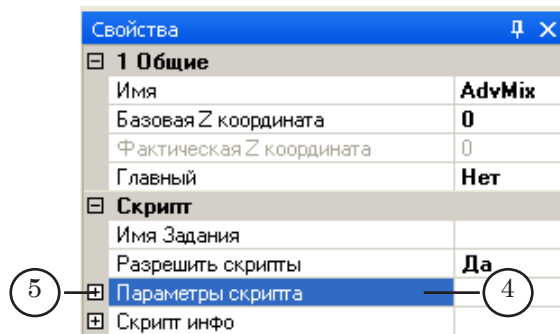 Свойства
1 Общие
Имя AdvMix
Базовая Z координата 0
Фактическая Z координата 0
Главный Нет
Скрипт
Имя Задания
Разрешить скрипты Да
5 Параметры скрипта 4
Скрипт инфо